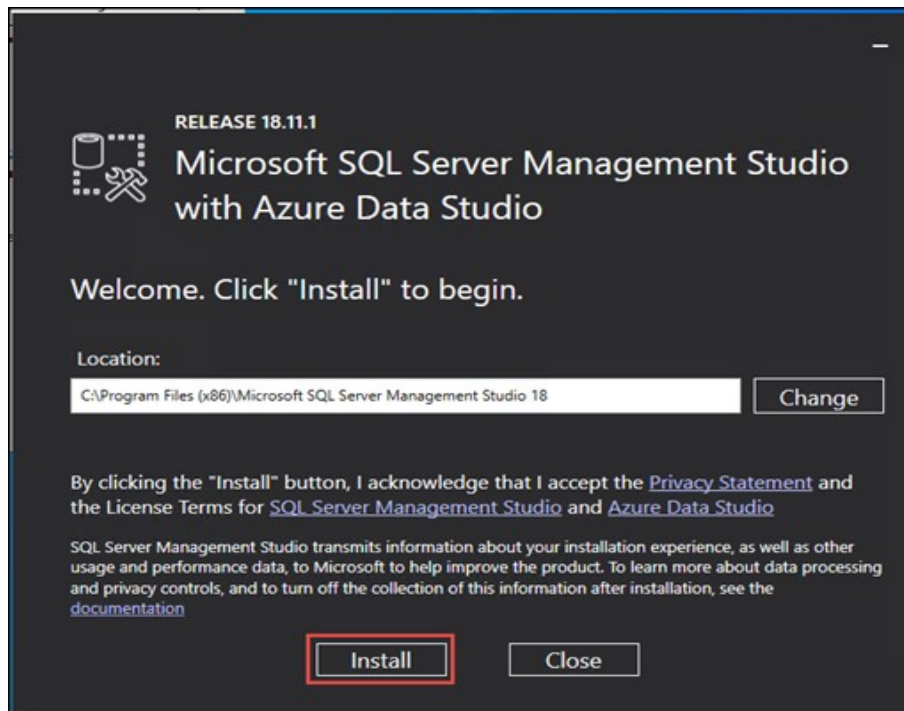 RELEASE 18.11.1
Microsoft SQL Server Management Studio
with Azure Data Studio
Welcome. Click "Install" to begin.
Location:
C:\Program Files (x86)\Microsoft SQL Server Management Studio 18
Change
By clicking the "Install" button, I acknowledge that I accept the Privacy Statement and
the License Terms for SQL Server Management Studio and Azure Data Studio
SQL Server Management Studio transmits information about your installation experience, as well as other
usage and performance data, to Microsoft to help improve the product. To learn more about data processing
and privacy controls, and to turn off the collection of this information after installation, see the
documentation
Install
Close